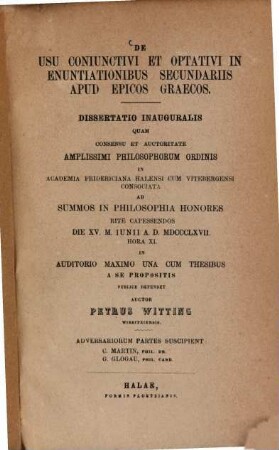 DE
USU CONIUNCTIVI ET OPTATIVI IN
ENUNTIATIONIBUS SECUNDARIIS
APUD EPICOS GRAECOS.
DISSERTATIO INAUGURALIS
QUAM
CONSENSU ET AUCTORITATE
AMPLISSIMI PHILOSOPHORUM ORDINIS
IN
ACADEMIA FRIDERICIANA HALENSI CUM VITEBERGENSI
CONSOCIATA
AD
SUMMOS IN PHILOSOPHIA HONORES
RITE CAPESSENDOS
DIE XV. M. IUNII A. D. MDCCCLXVII.
HORA XI.
IN
AUDITORIO MAXIMO UNA CUM THESIBUS
A SE PROPOSITIS
PUBLICE DEFENDET
AUCTOR
PETRUS WITTING
ADVERSARIORUM PARTES SUSCIPIENT:
C. MARTIN, PHIL. DR.
G. GLOGAU, PHIL. CAND.
HALAE,
FORMIS PLOETZIANIS.